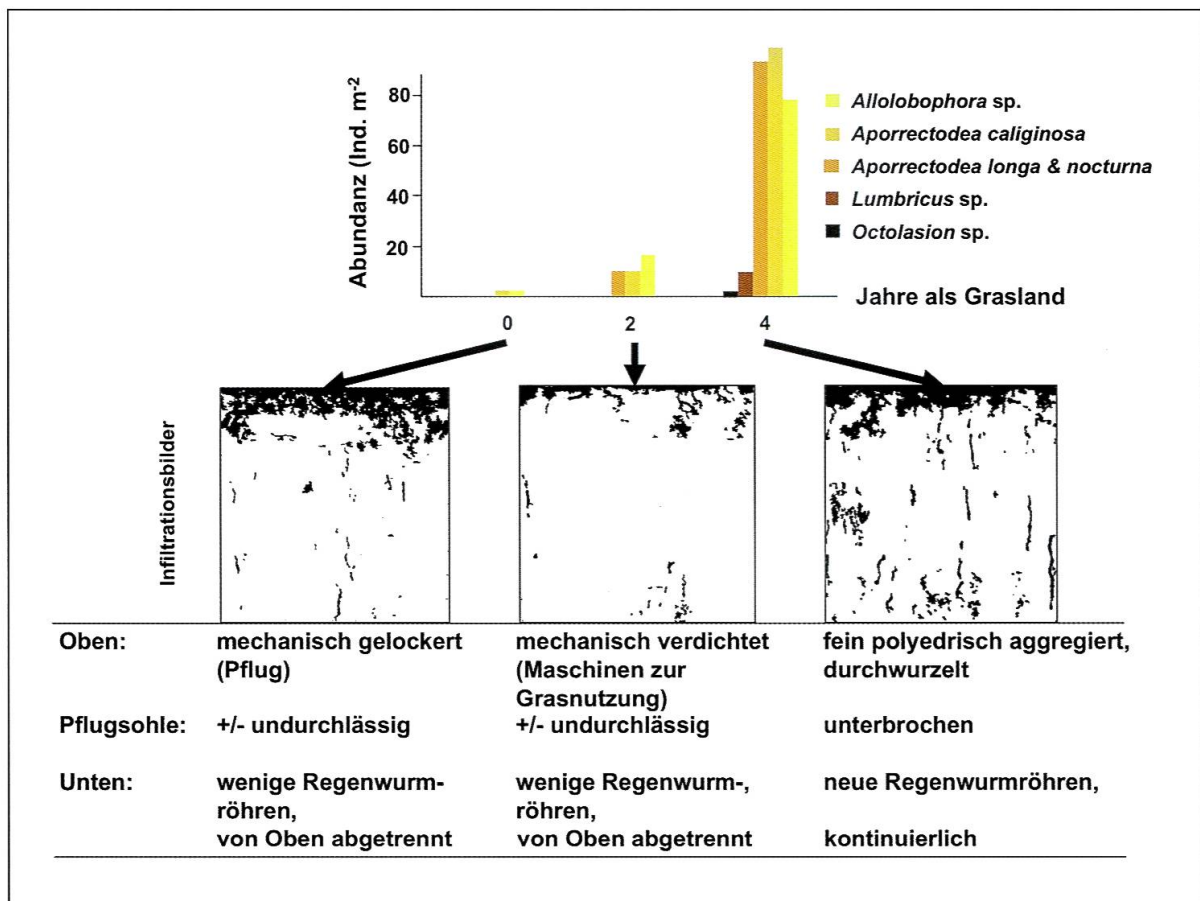 Abundanz (Ind. m-2
80
60
40
20
Allolobophora sp.
Aporrectodea caliginosa
Aporrectodea longa & nocturna
Lumbricus sp.
Octolasion sp.
Jahre als Grasland
0 2 4
Infiltrationsbilder
Oben: mechanisch gelockert mechanisch verdichtet fein polyedrisch aggregiert,
(Pflug) (Maschinen zur durchwurzelt
Grasnutzung)
Pflugsohle: +/- undurchlässig +/- undurchlässig unterbrochen
Unten: wenige Regenwurm- wenige Regenwurm-, neue Regenwurmröhren,
röhren, röhren,
von Oben abgetrennt von Oben abgetrennt kontinuierlich